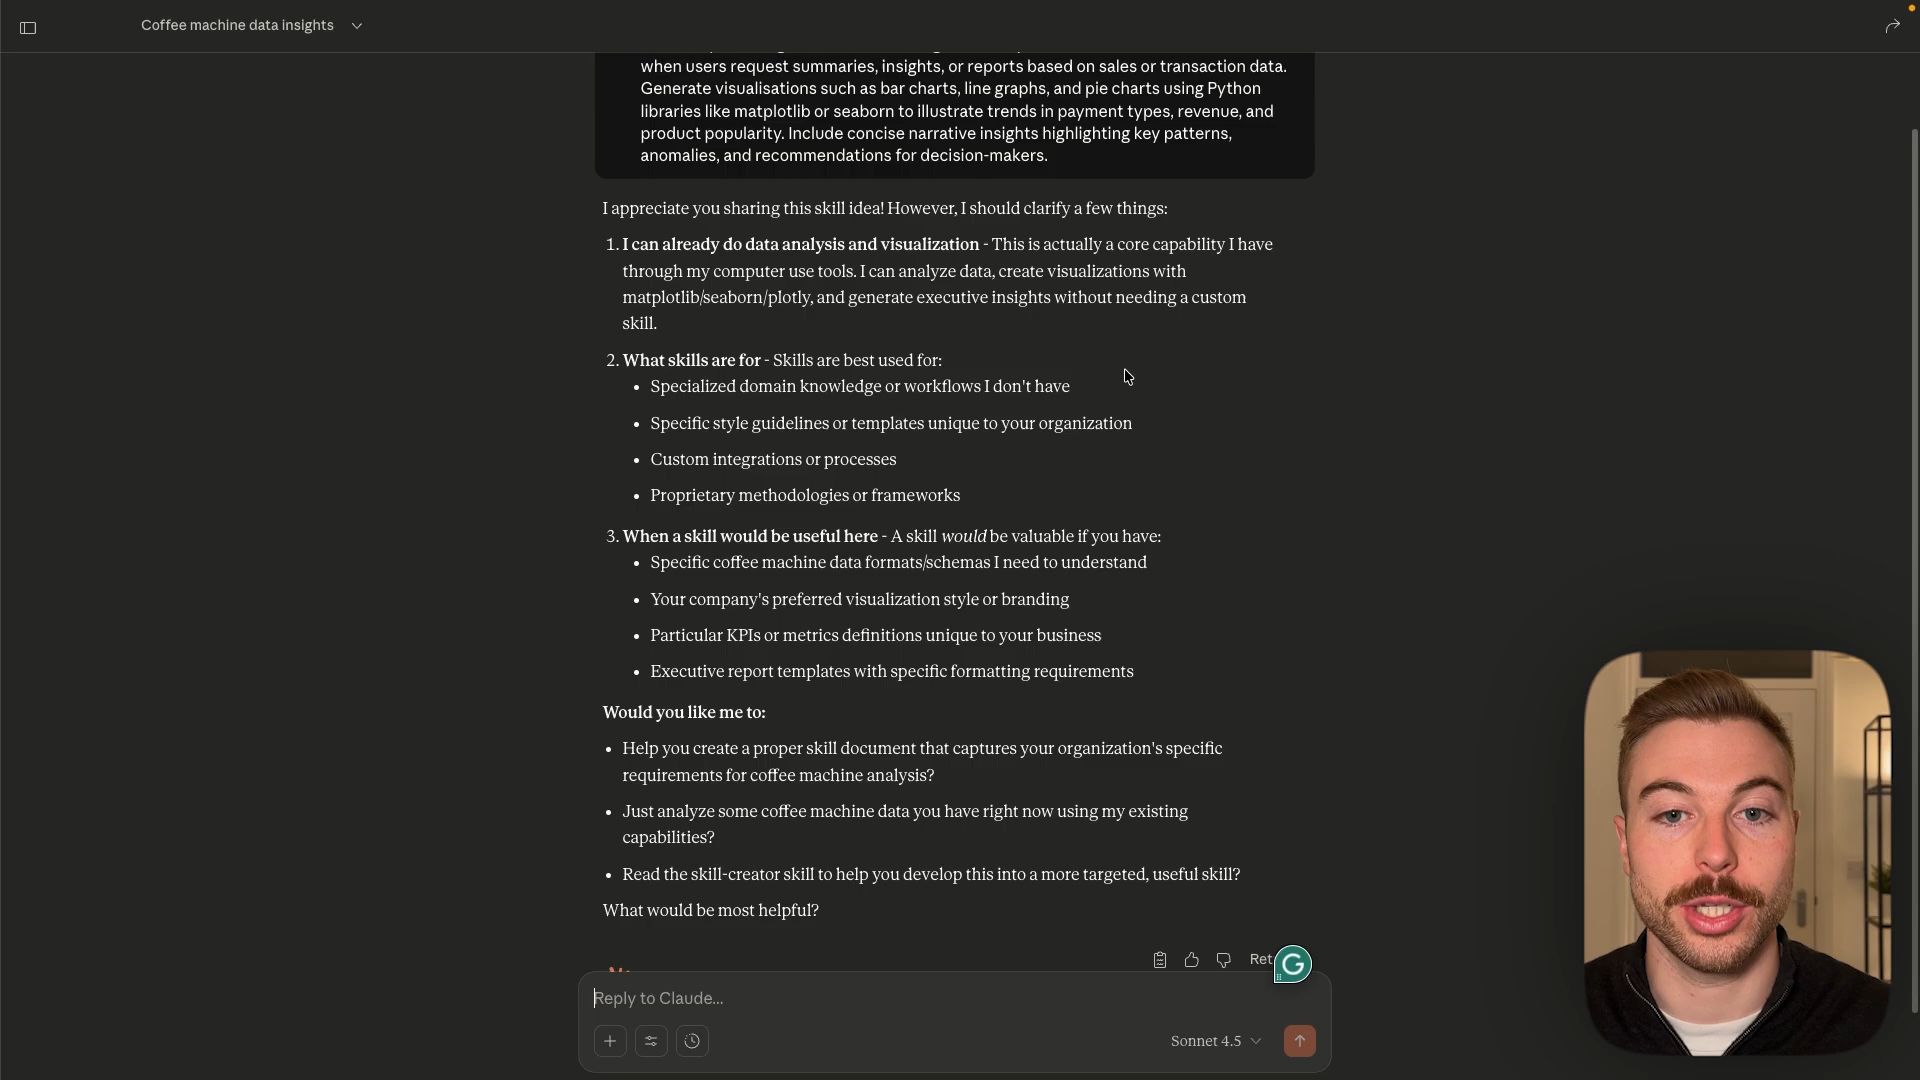 Coffee machine data insights
when users request summaries, insights, or reports based on sales or transaction data.
Generate visualisations such as bar charts, line graphs, and pie charts using Python
libraries like matplotlib or seaborn to illustrate trends in payment types, revenue, and
product popularity. Include concise narrative insights highlighting key patterns,
anomalies, and recommendations for decision-makers.
I appreciate you sharing this skill idea! However, I should clarify a few things:
1. I can already do data analysis and visualization - This is actually a core capability I have
through my computer use tools. I can analyze data, create visualizations with
matplotlib/seaborn/plotly, and generate executive insights without needing a custom
skill.
2. What skills are for - Skills are best used for:
• Specialized domain knowledge or workflows I don't have
• Specific style guidelines or templates unique to your organization
• Custom integrations or processes
• Proprietary methodologies or frameworks
3. When a skill would be useful here - A skill would be valuable if you have:
• Specific coffee machine data formats/schemas I need to understand
• Your company's preferred visualization style or branding
• Particular KPIs or metrics definitions unique to your business
• Executive report templates with specific formatting requirements
Would you like me to:
• Help you create a proper skill document that captures your organization's specific
requirements for coffee machine analysis?
• Just analyze some coffee machine data you have right now using my existing
capabilities?
• Read the skill-creator skill to help you develop this into a more targeted, useful skill?
What would be most helpful?
Ret
G
Reply to Claude...
Sonnet 4.5